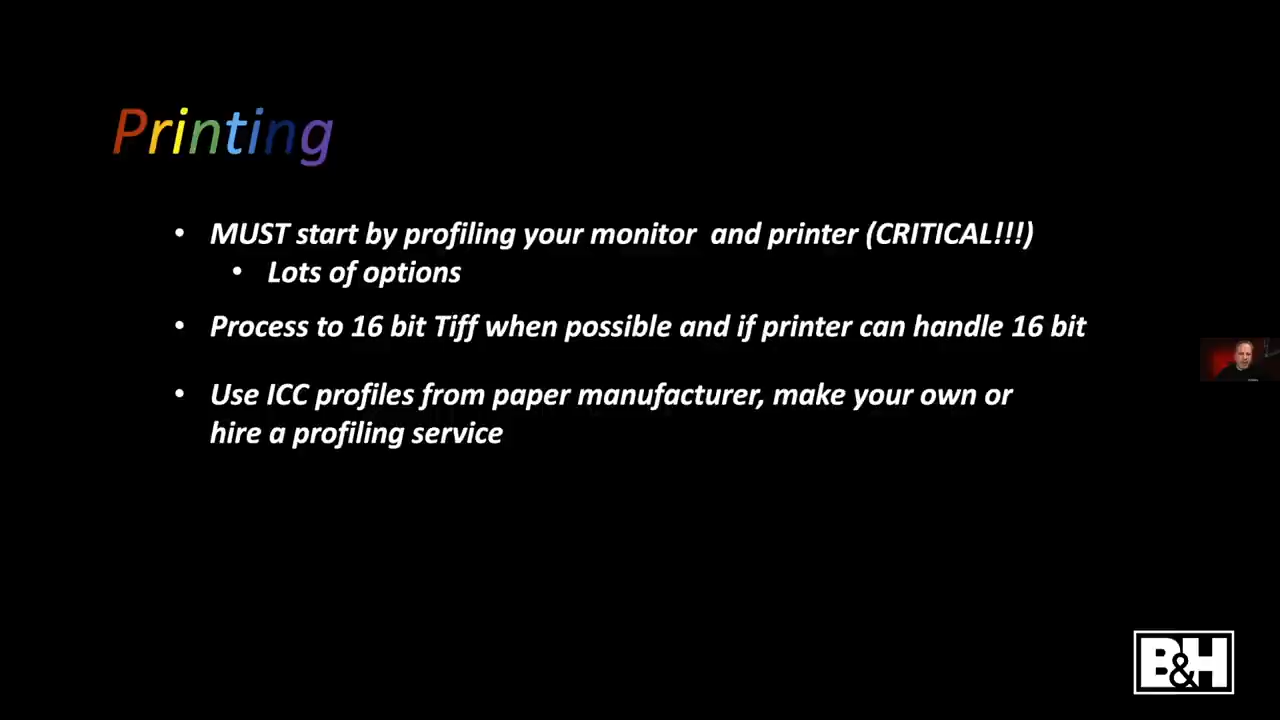 Printing
• MUST start by profiling your monitor  and printer (CRITICAL!!!)
• Lots of options
• Process to 16 bit Tiff when possible and if printer can handle 16 bit
• Use ICC profiles from paper manufacturer, make your own or
hire a profiling service
B&H